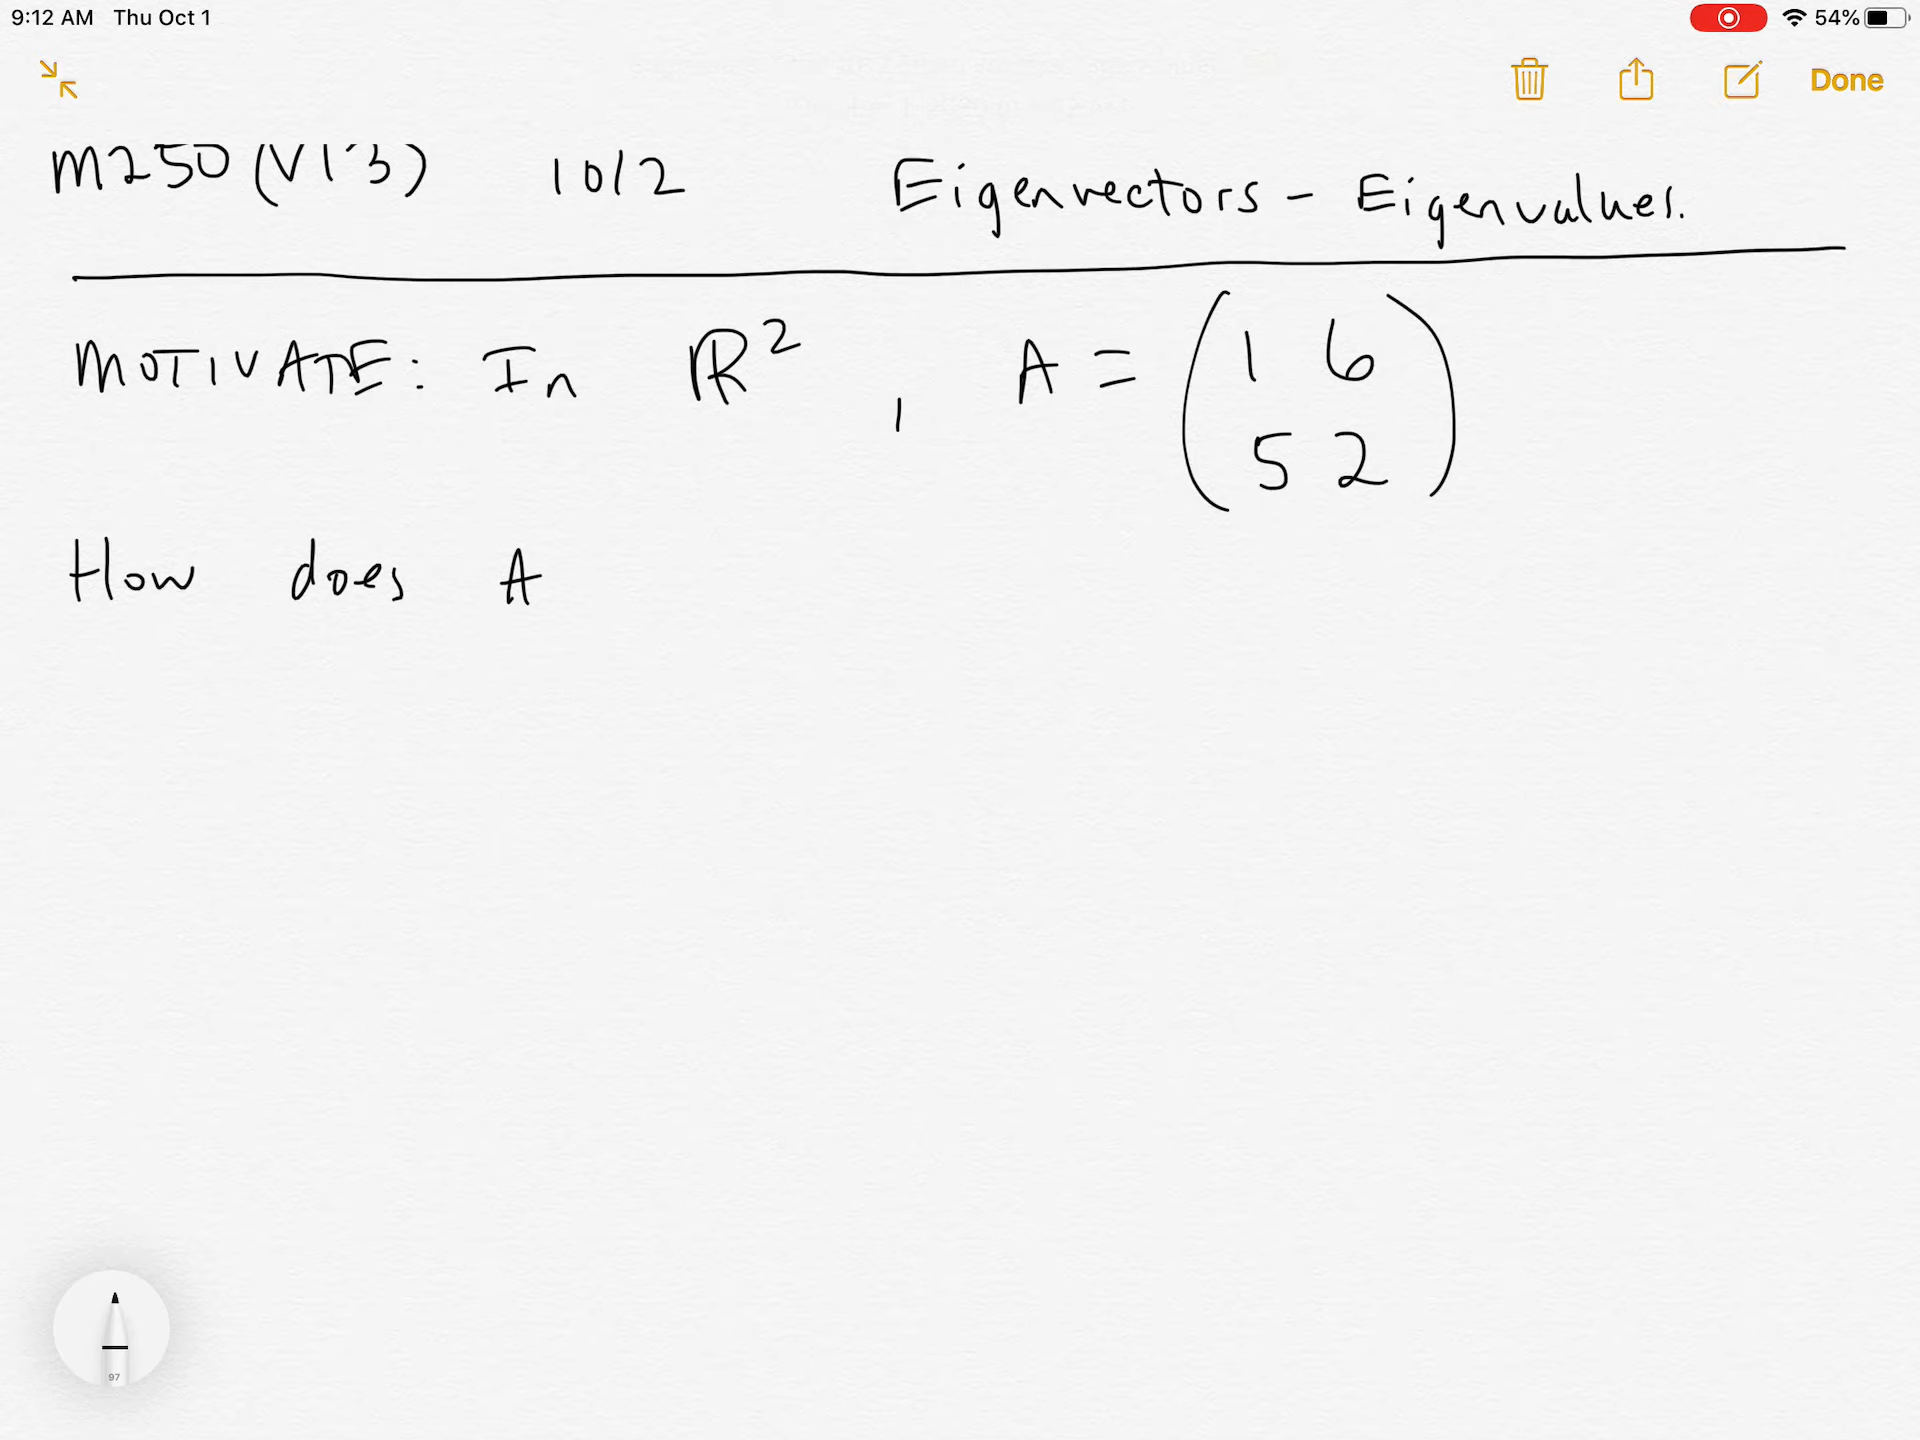 9:12 AM Thu Oct 1 54%
Done
M250 (V1'3) 10/2 Eigenvectors - Eigenvalues.
MOTIVATE: In ℝ², A = (1 6
5 2)
How does A
97